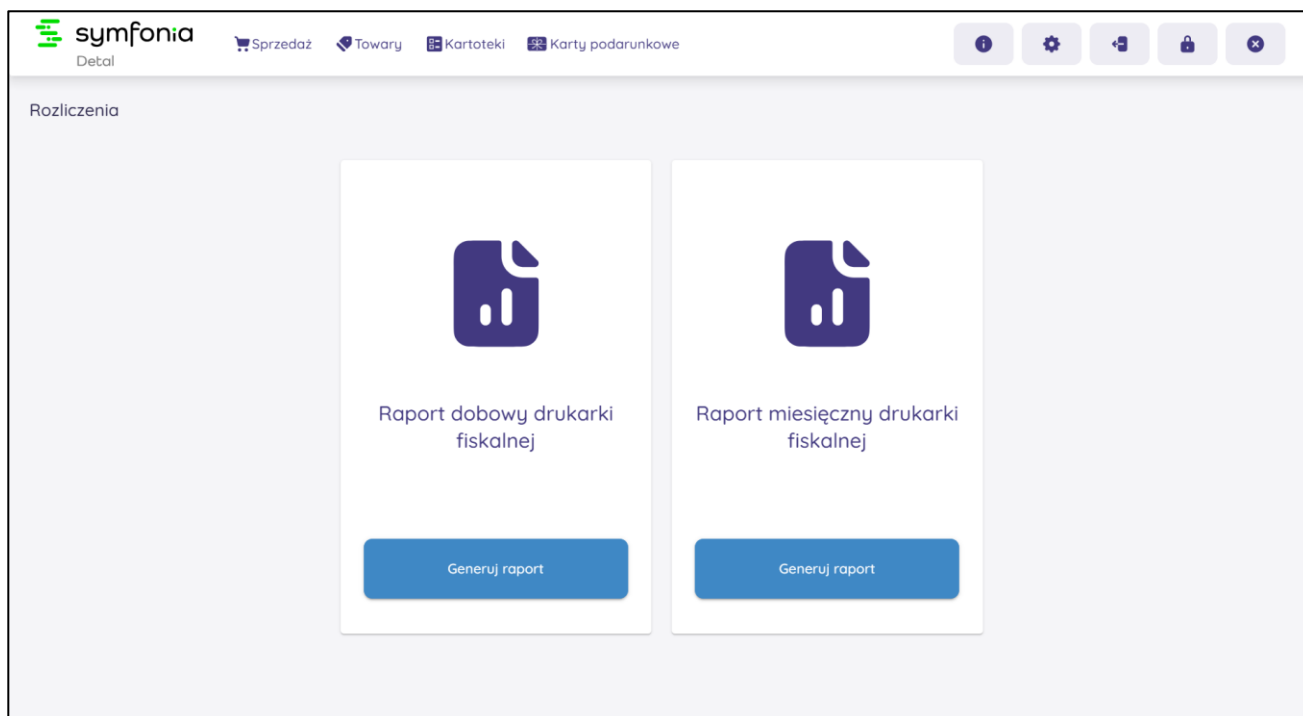 symfonia
Detal
Sprzedaż Towary Kartoteki Karty podarunkowe
Rozliczenia
Raport dobowy drukarki
fiskalnej
Generuj raport
Raport miesięczny drukarki
fiskalnej
Generuj raport